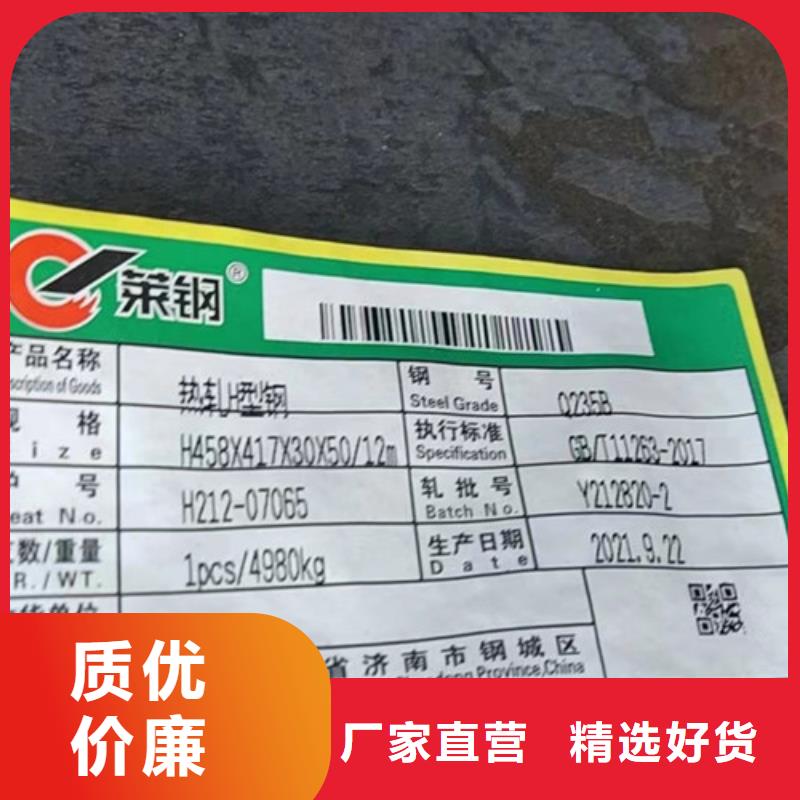 莱钢®
产品名称 热轧H型钢 钢号 Q235B
scription of Goods Steel Grade
规格 H458X417X30X50/12m 执行标准 GB/T11263-2017
ize Specification
号 H212-07065 轧批号 Y212820-2
eat No. Batch No.
数/重量 1pcs/4980kg 生产日期 2021.9.22
R./WT. Date
货单位
省济南市钢城区
Province,China
质优
价廉
厂家直营 精选好货